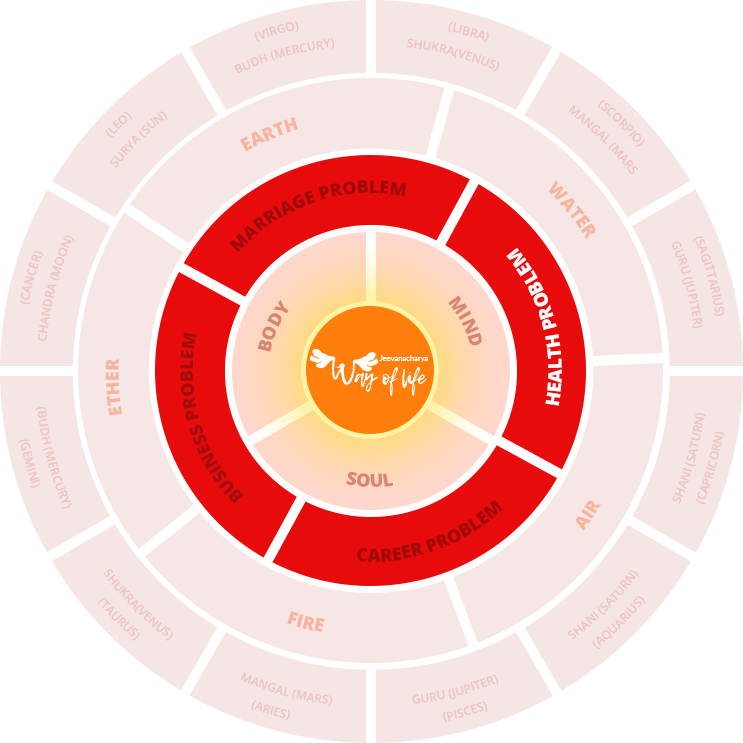 (VIRGO)
BUDH (MERCURY)
(LIBRA)
SHUKRA(VENUS)
(SCORPIO)
MANGAL (MARS
(SAGITTARIUS)
GURU (JUPITER)
SHANI (SATURN)
(CAPRICORN)
SHANI (SATURN)
(AQUARIUS)
GURU (JUPITER)
(PISCES)
MANGAL (MARS)
(ARIES)
SHUKRA(VENUS)
(TAURUS)
(BUDH (MERCURY)
(GEMINI)
(CANCER)
CHANDRA (MOON)
(LEO)
SURYA (SUN)
EARTH
WATER
AIR
FIRE
ETHER
MARRIAGE PROBLEM
HEALTH PROBLEM
CAREER PROBLEM
BUSINESS PROBLEM
BODY
MIND
SOUL
Jeevanacharya
Way of life